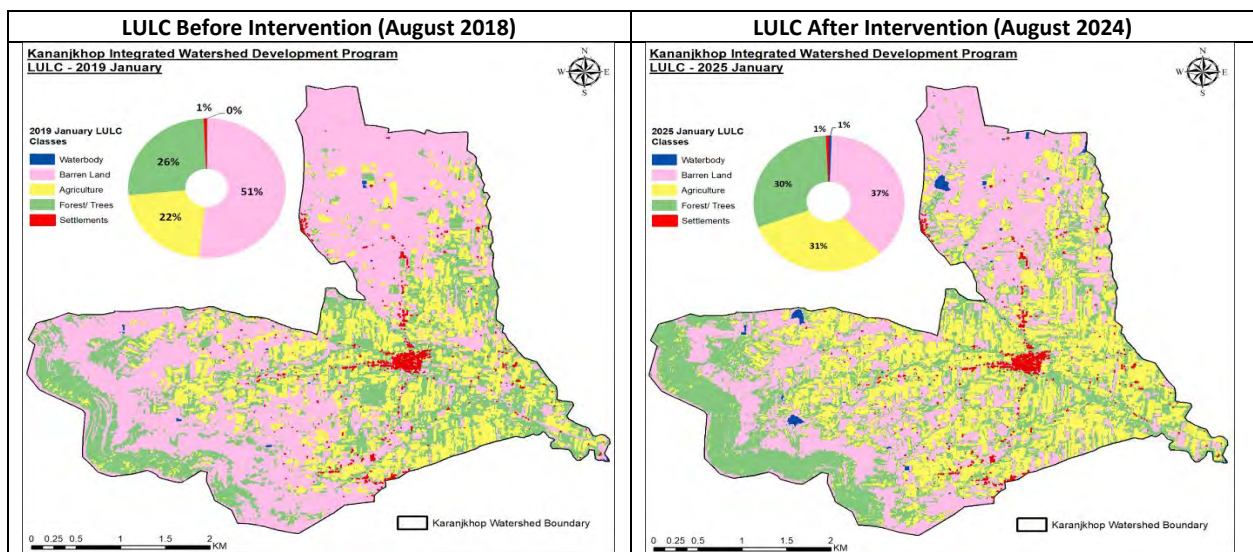 LULC Before Intervention (August 2018)
Kananjkhop Integrated Watershed Development Program
LULC - 2019 January
N
W
E
S
1%
0%
26%
51%
22%
2019 January LULC
Classes
Waterbody
Barren Land
Agriculture
Forest/ Trees
Settlements
Karanjkhop Watershed Boundary
0 0.25 0.5 1 1.5 2
KM
LULC After Intervention (August 2024)
Kananjkhop Integrated Watershed Development Program
LULC - 2025 January
N
W
E
S
1%
1%
30%
37%
31%
2025 January LULC
Classes
Waterbody
Barren Land
Agriculture
Forest/ Trees
Settlements
Karanjkhop Watershed Boundary
0 0.25 0.5 1 1.5 2
KM